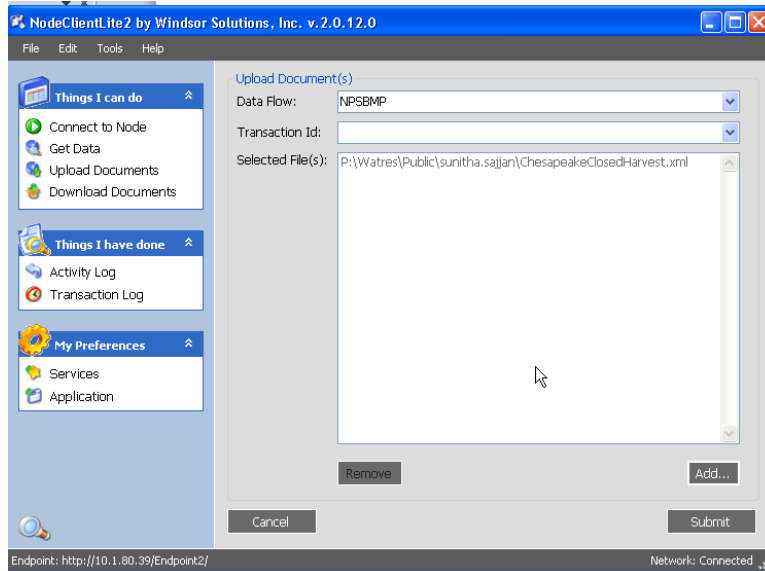 NodeClientLite2 by Windsor Solutions, Inc. v.2.0.12.0
File Edit Tools Help
Things I can do
Connect to Node
Get Data
Upload Documents
Download Documents
Things I have done
Activity Log
Transaction Log
My Preferences
Services
Application
Upload Document(s)
Data Flow: NPSBMP
Transaction Id:
Selected File(s): P:\Watres\Public\sunitha.sajjan\ChesapeakeClosedHarvest.xml
Remove Add...
Cancel Submit
Endpoint: http://10.1.80.39/Endpoint2/ Network: Connected